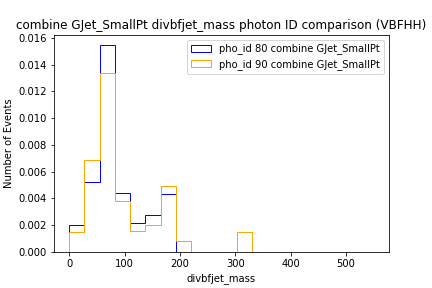 combine GJet_SmallPt divbfjet_mass photon ID comparison (VBFHH)
pho_id 80 combine GJet_SmallPt
pho_id 90 combine GJet_SmallPt
Number of Events
0.016
0.014
0.012
0.010
0.008
0.006
0.004
0.002
0.000
0 100 200 300 400 500
divbfjet_mass